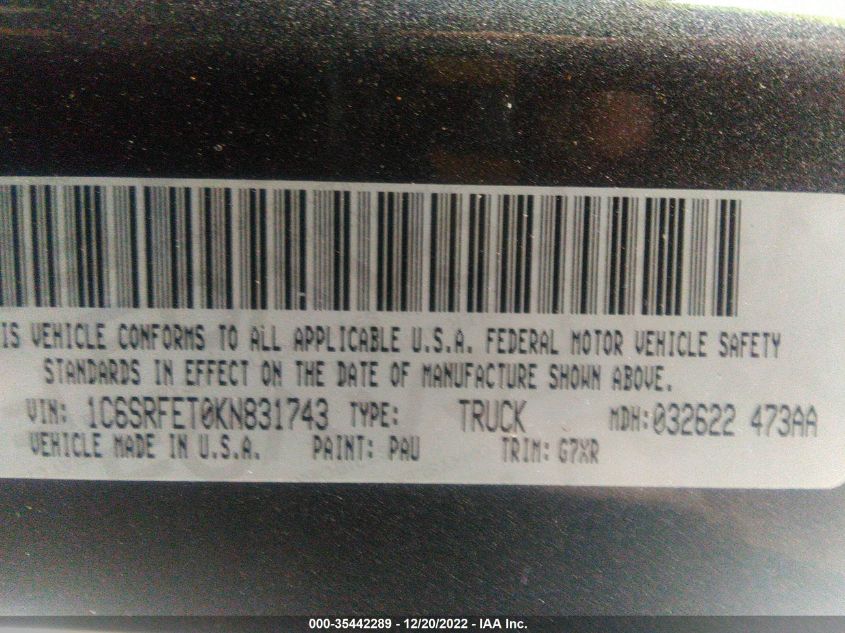 IS VEHICLE CONFORMS TO ALL APPLICABLE U.S.A. FEDERAL MOTOR VEHICLE SAFETY
STANDARDS IN EFFECT ON THE DATE OF MANUFACTURE SHOWN ABOVE.
VIN: 1C6SRFET0KN831743 TYPE: TRUCK MDH:032622 473AA
VEHICLE MADE IN U.S.A. PAINT: PAU TRIM: G7XR
000-35442289 - 12/20/2022 - IAA Inc.